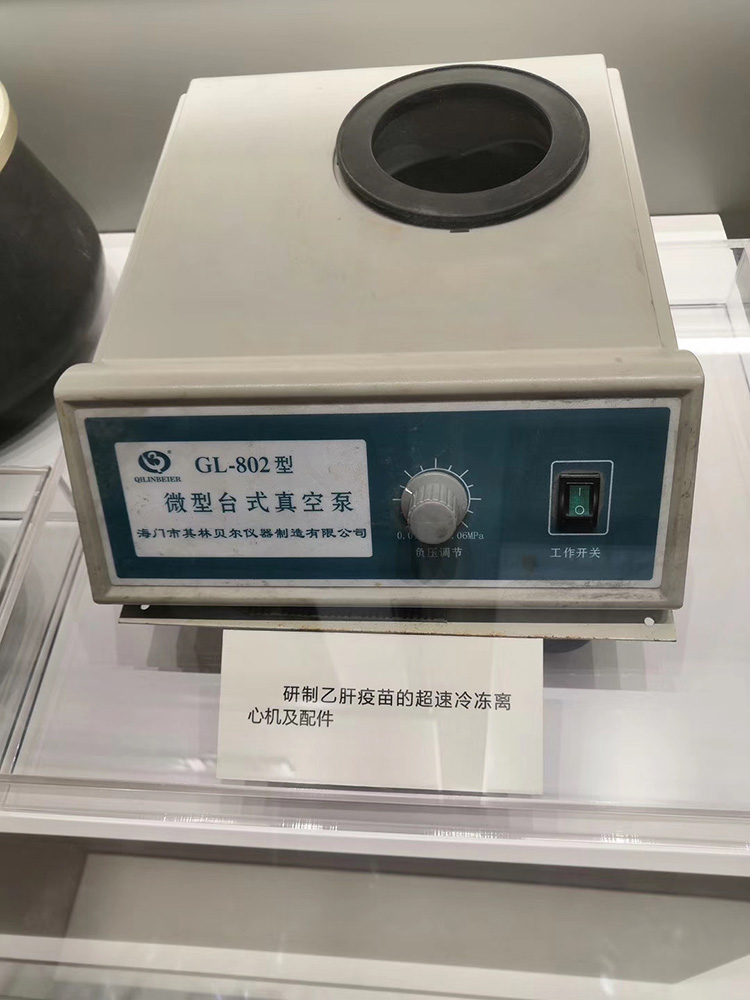 GL-802型
QILINBEIER
微型台式真空泵
海门市其林贝尔仪器制造有限公司
06MPa
负压调节
工作开关
研制乙肝疫苗的超速冷冻离
心机及配件